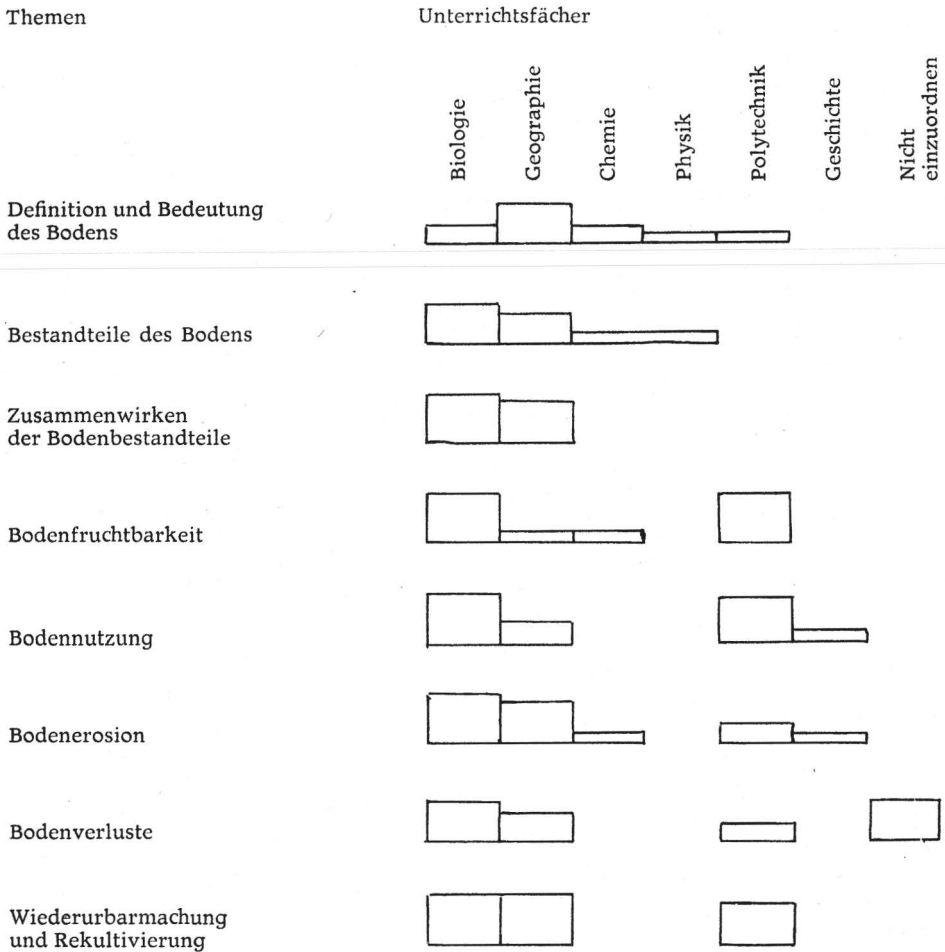 Themen
Unterrichtsfächer
Biologie
Geographie
Chemie
Physik
Polytechnik
Geschichte
Nicht
einzuordnen
Definition und Bedeutung
des Bodens
Bestandteile des Bodens
Zusammenwirken
der Bodenbestandteile
Bodenfruchtbarkeit
Bodennutzung
Bodenerosion
Bodenverluste
Wiederurbarmachung
und Rekultivierung